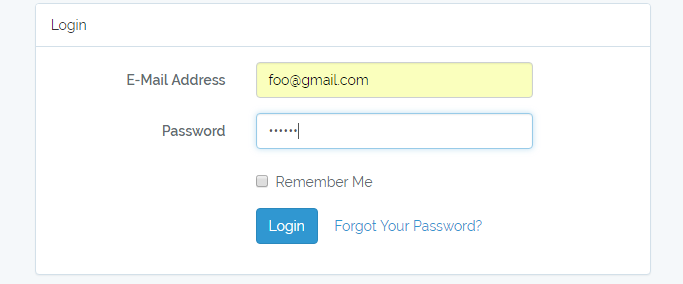 Login
E-Mail Address foo@gmail.com
Password ••••••
Remember Me
Login Forgot Your Password?